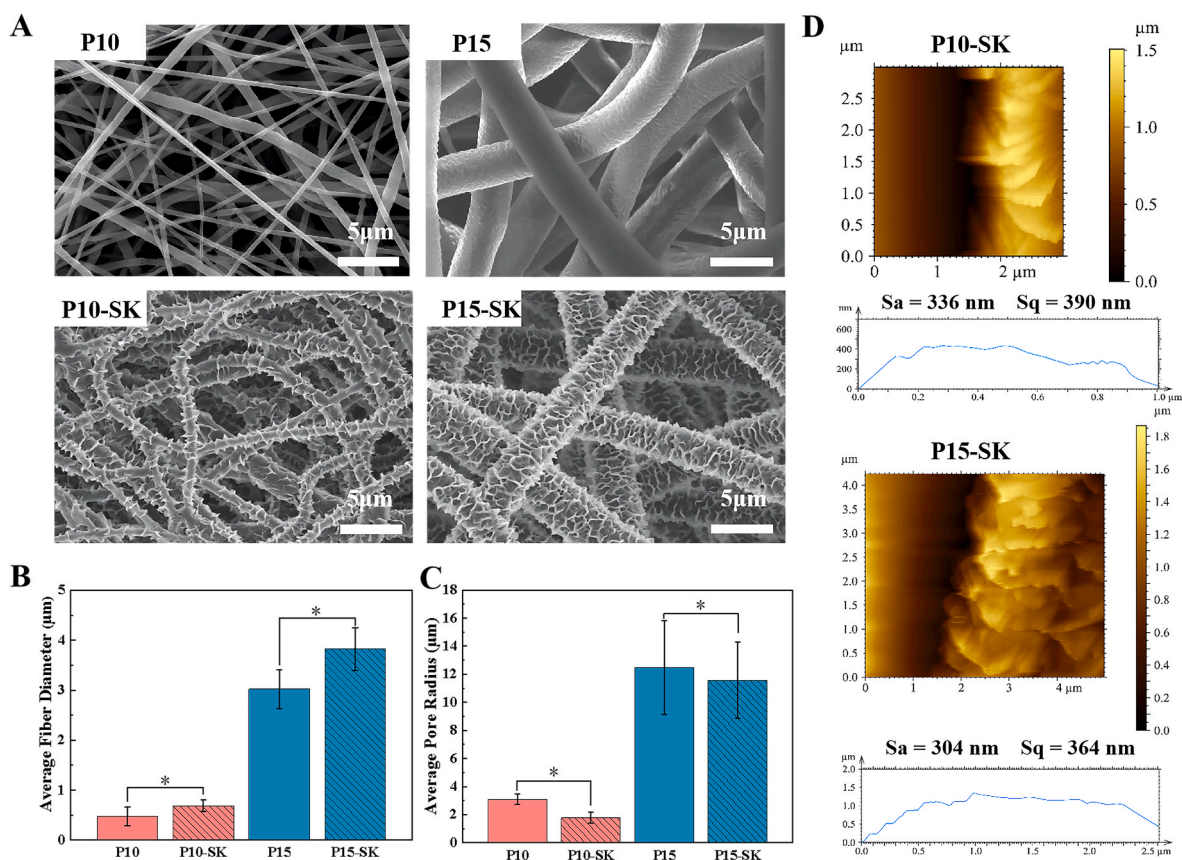 A
P10
5µm
P15
5µm
P10-SK
5µm
P15-SK
5µm
B
Average Fiber Diameter (µm)
5
4
3
2
1
0
*
*
P10 P10-SK P15 P15-SK
C
Average Pore Radius (µm)
18
16
14
12
10
8
6
4
2
0
*
*
P10 P10-SK P15 P15-SK
D
P10-SK
µm
2.5
2.0
1.5
1.0
0.5
0.0
0 1 2 µm
µm
1.5
1.0
0.5
0.0
Sa = 336 nm Sq = 390 nm
nm
600
400
200
0
0.0 0.2 0.4 0.6 0.8 1.0 µm
µm
P15-SK
µm
4.0
3.5
3.0
2.5
2.0
1.5
1.0
0.5
0.0
0 1 2 3 4 µm
1.8
1.6
1.4
1.2
1.0
0.8
0.6
0.4
0.2
0.0
Sa = 304 nm Sq = 364 nm
µm
2.0
1.5
1.0
0.5
0.0
0.0 0.5 1.0 1.5 2.0 2.5 µm